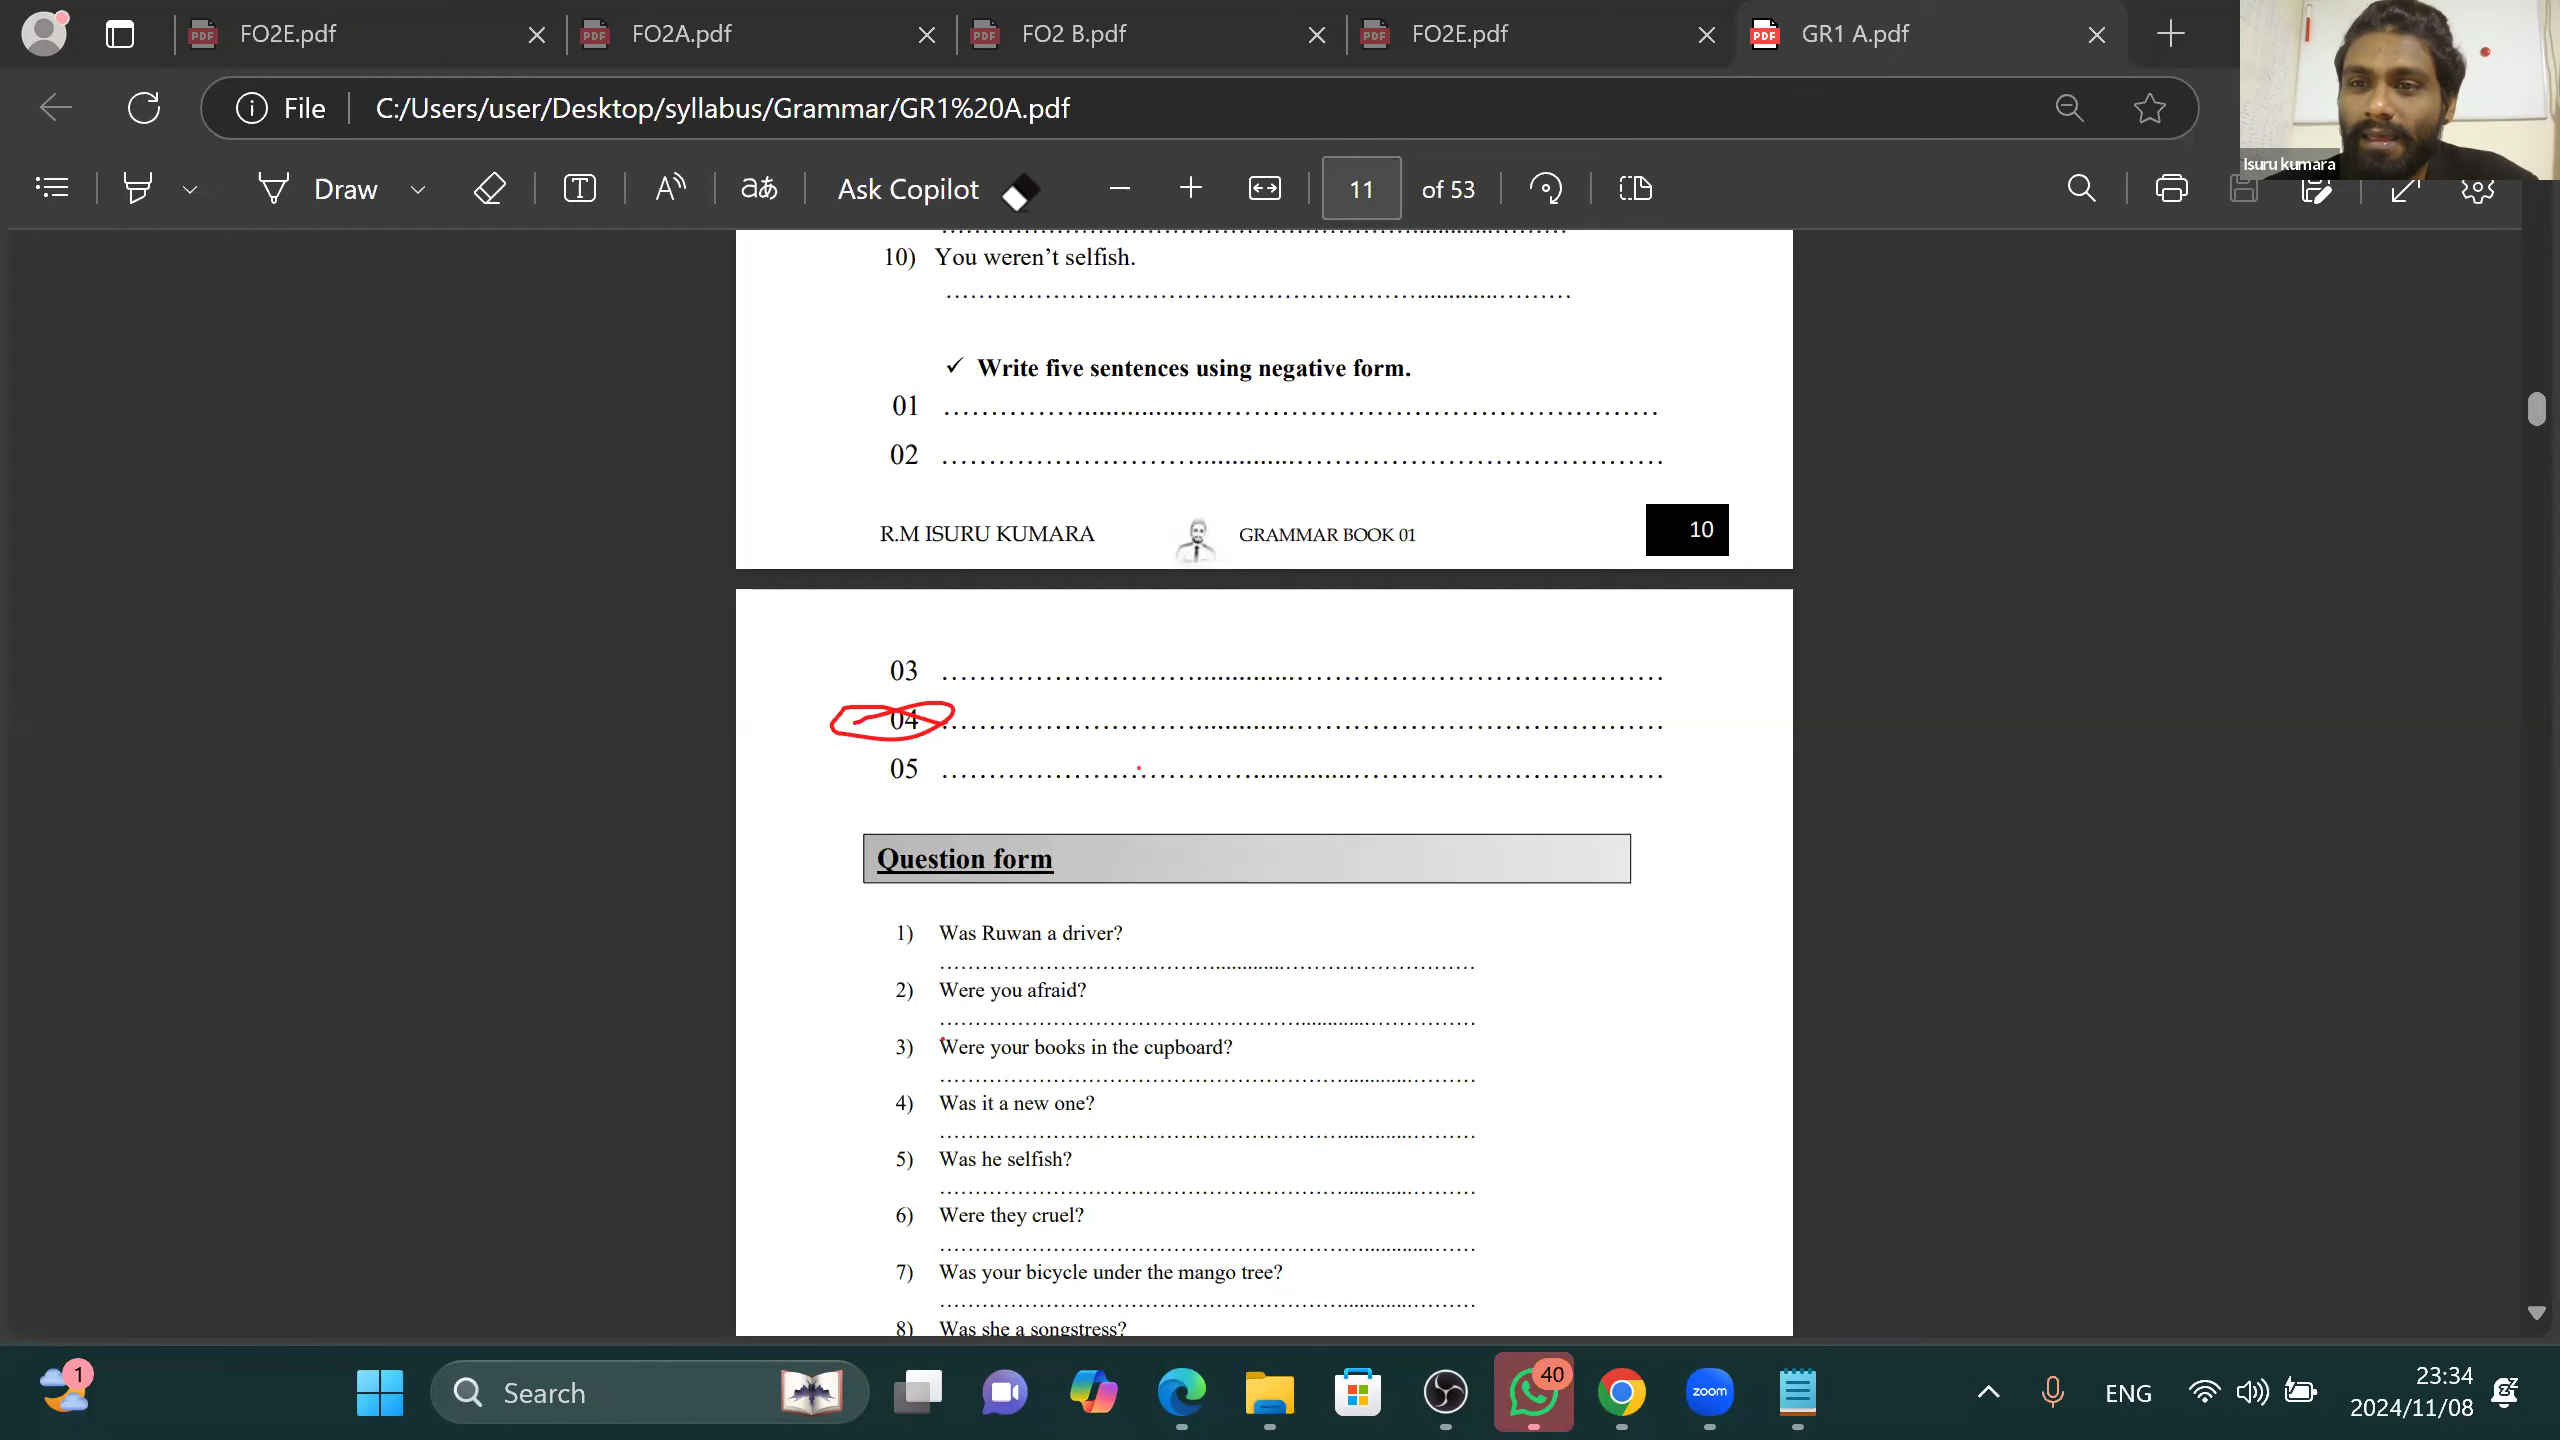 FO2E.pdf
FO2A.pdf
FO2 B.pdf
FO2E.pdf
GR1 A.pdf
File
C:/Users/user/Desktop/syllabus/Grammar/GR1%20A.pdf
Isuru kumara
Draw
Ask Copilot
11
of 53
10) You weren't selfish.
✓ Write five sentences using negative form.
01
02
R.M ISURU KUMARA
GRAMMAR BOOK 01
10
03
04
05
Question form
1) Was Ruwan a driver?
2) Were you afraid?
3) Were your books in the cupboard?
4) Was it a new one?
5) Was he selfish?
6) Were they cruel?
7) Was your bicycle under the mango tree?
8) Was she a songstress?
1
Search
40
zoom
ENG
23:34
2024/11/08